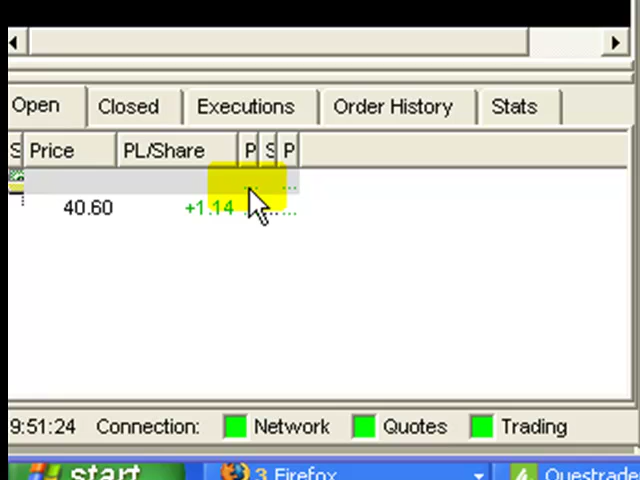 Open Closed Executions Order History Stats
S Price PL/Share P S P
... ...
40.60 +1.14 ... ... ...
9:51:24 Connection: Network Quotes Trading
start 3 Firefox Questrade